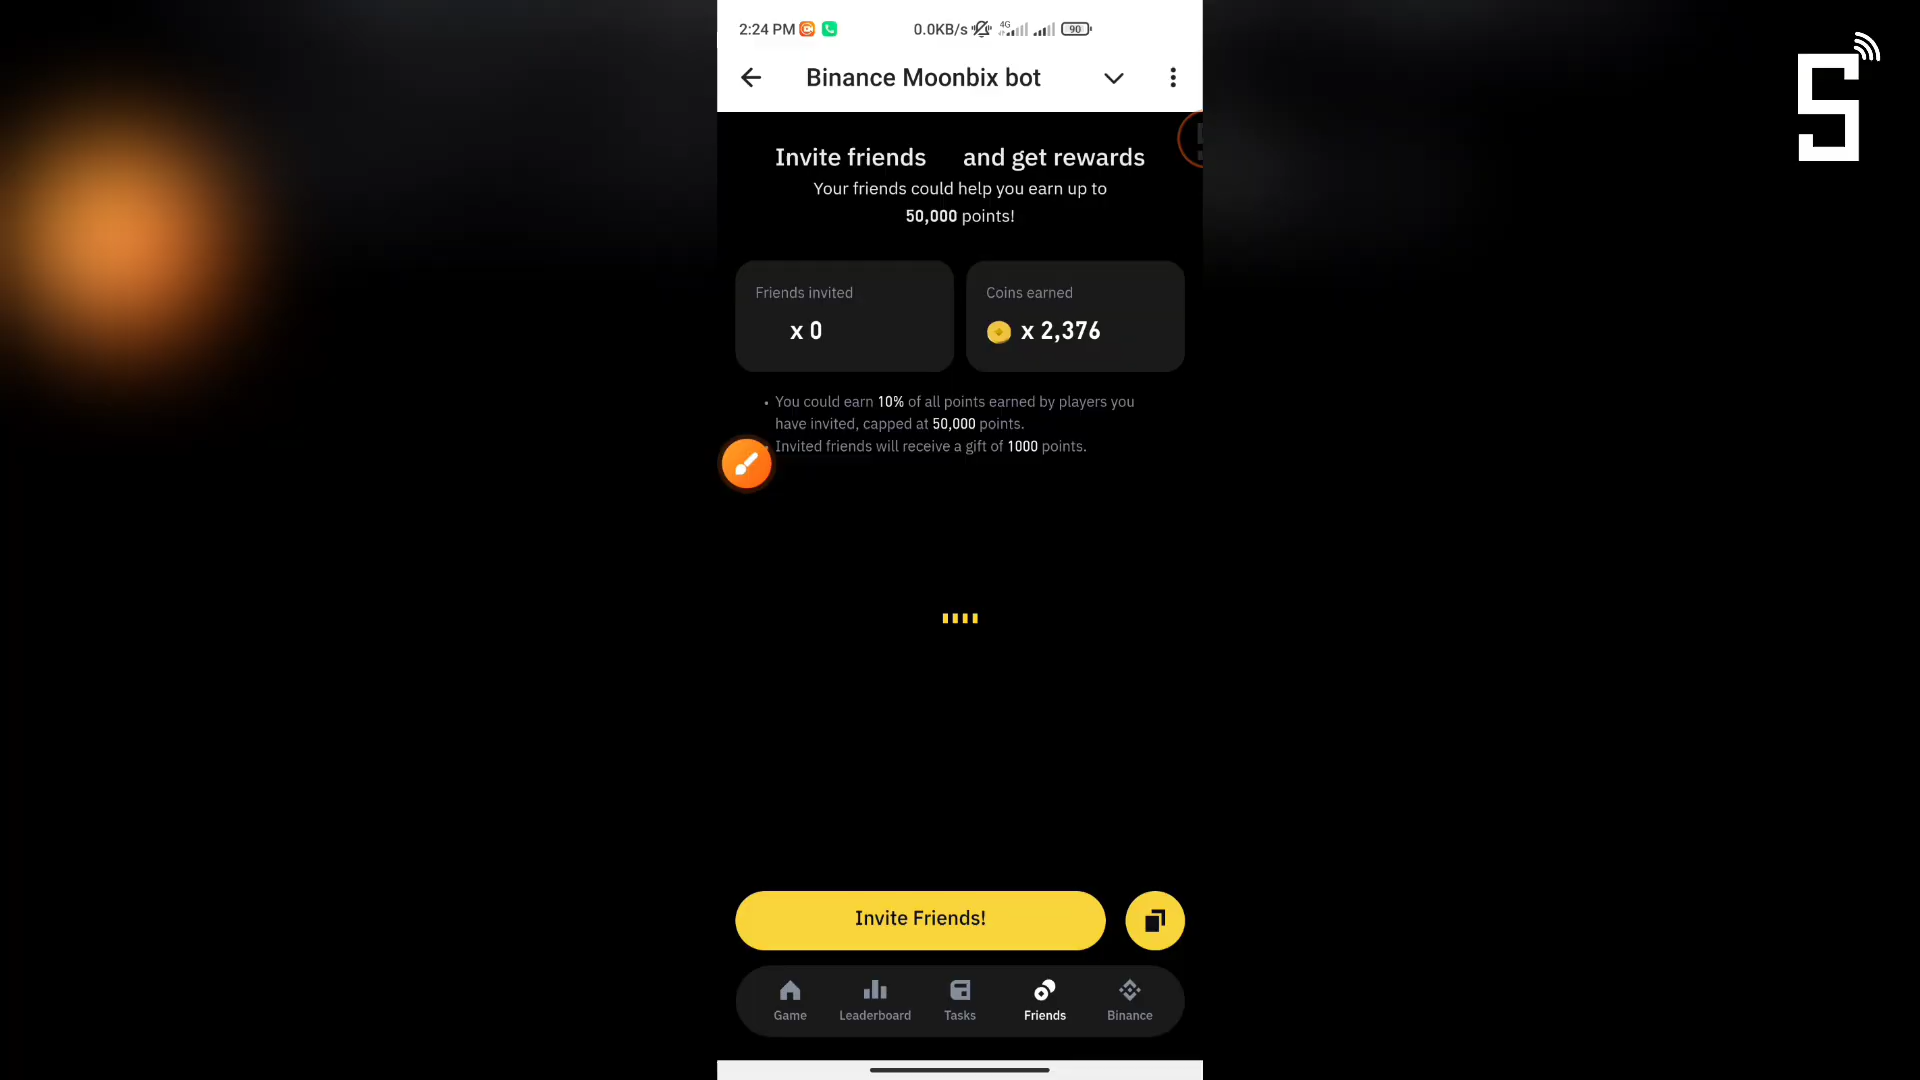 2:24 PM 0.0KB/s 4G 90
Binance Moonbix bot
Invite friends and get rewards
Your friends could help you earn up to
50,000 points!
Friends invited Coins earned
x 0 x 2,376
• You could earn 10% of all points earned by players you
have invited, capped at 50,000 points.
Invited friends will receive a gift of 1000 points.
Invite Friends!
Game Leaderboard Tasks Friends Binance
S